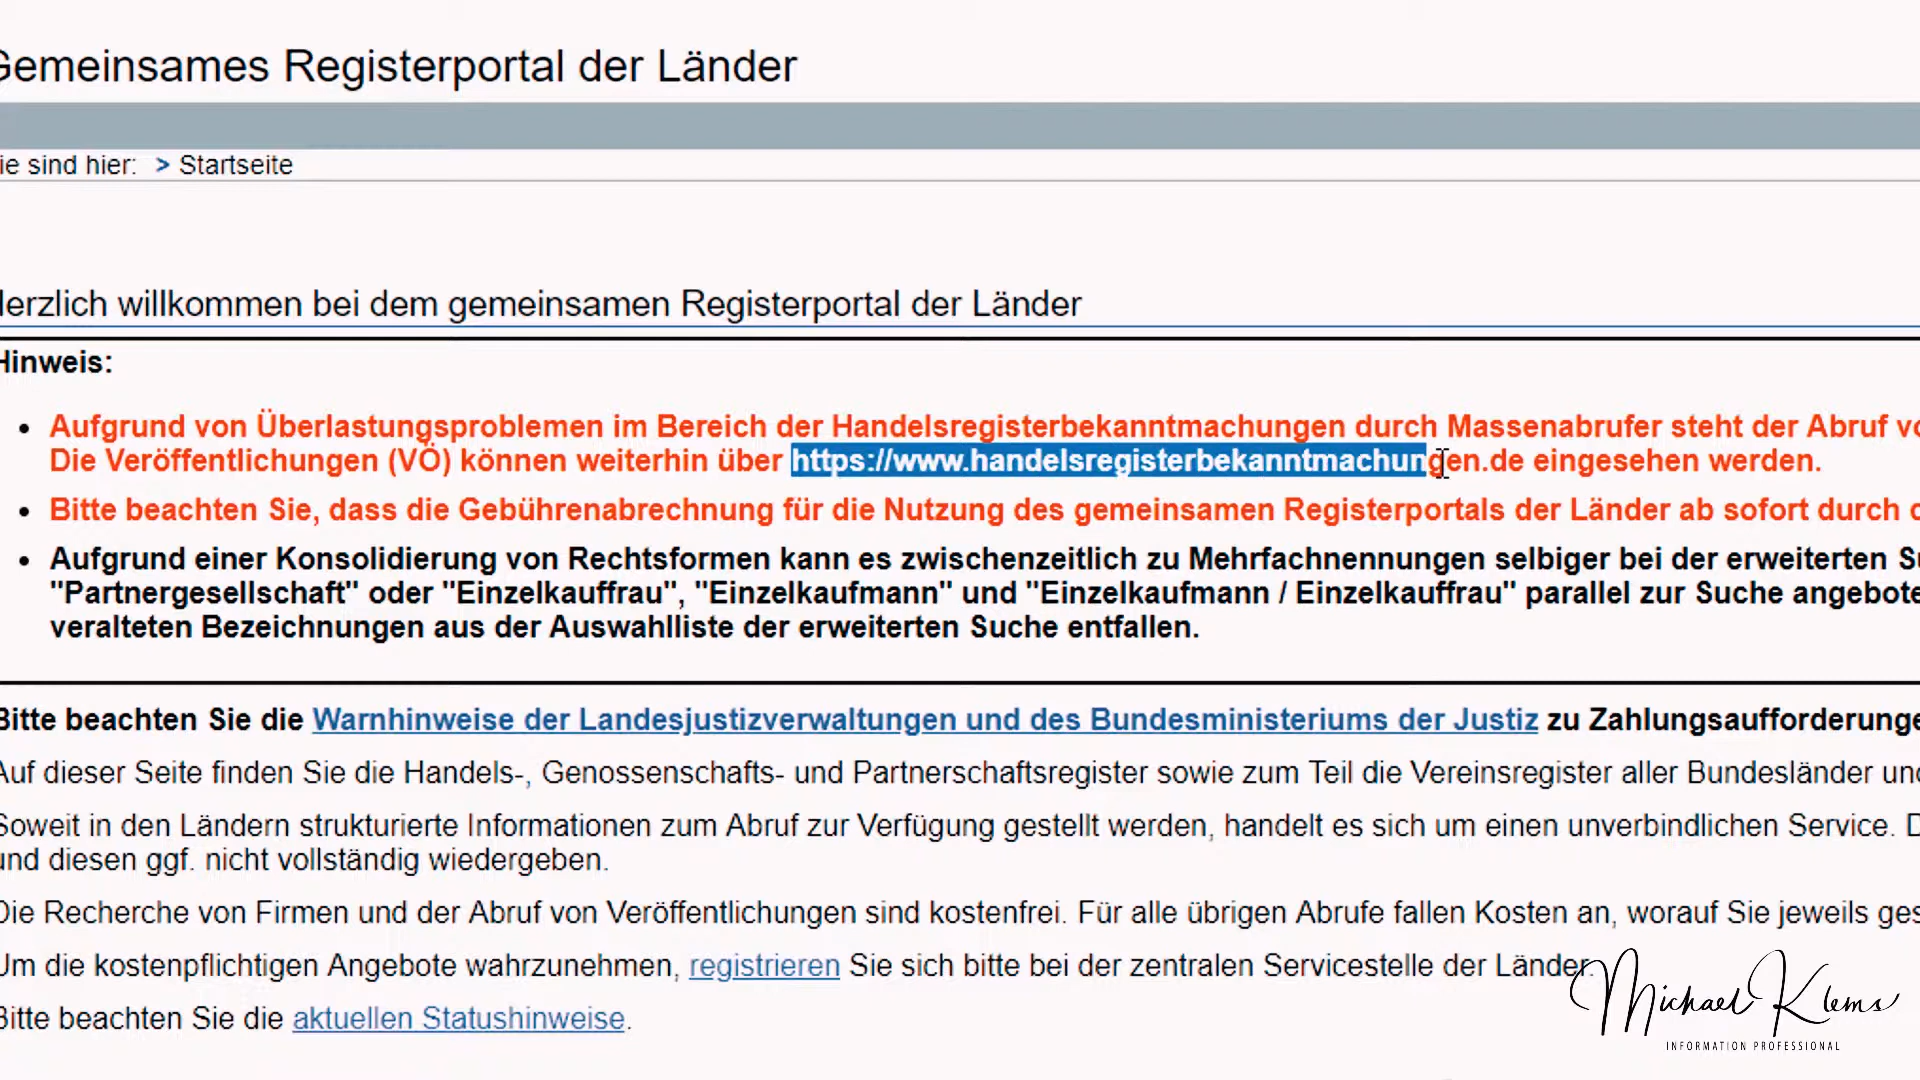 Gemeinsames Registerportal der Länder
ie sind hier: > Startseite
erzlich willkommen bei dem gemeinsamen Registerportal der Länder
Hinweis:
• Aufgrund von Überlastungsproblemen im Bereich der Handelsregisterbekanntmachungen durch Massenabrufer steht der Abruf vo
Die Veröffentlichungen (VÖ) können weiterhin über https://www.handelsregisterbekanntmachungen.de eingesehen werden.
• Bitte beachten Sie, dass die Gebührenabrechnung für die Nutzung des gemeinsamen Registerportals der Länder ab sofort durch
• Aufgrund einer Konsolidierung von Rechtsformen kann es zwischenzeitlich zu Mehrfachnennungen selbiger bei der erweiterten Su
"Partnergesellschaft" oder "Einzelkauffrau", "Einzelkaufmann" und "Einzelkaufmann / Einzelkauffrau" parallel zur Suche angebote
veralteten Bezeichnungen aus der Auswahlliste der erweiterten Suche entfallen.
Bitte beachten Sie die Warnhinweise der Landesjustizverwaltungen und des Bundesministeriums der Justiz zu Zahlungsaufforderunge
Auf dieser Seite finden Sie die Handels-, Genossenschafts- und Partnerschaftsregister sowie zum Teil die Vereinsregister aller Bundesländer un
Soweit in den Ländern strukturierte Informationen zum Abruf zur Verfügung gestellt werden, handelt es sich um einen unverbindlichen Service. D
und diesen ggf. nicht vollständig wiedergeben.
Die Recherche von Firmen und der Abruf von Veröffentlichungen sind kostenfrei. Für alle übrigen Abrufe fallen Kosten an, worauf Sie jeweils ges
Um die kostenpflichtigen Angebote wahrzunehmen, registrieren Sie sich bitte bei der zentralen Servicestelle der Länder.
Bitte beachten Sie die aktuellen Statushinweise.
Michael Klems
INFORMATION PROFESSIONAL